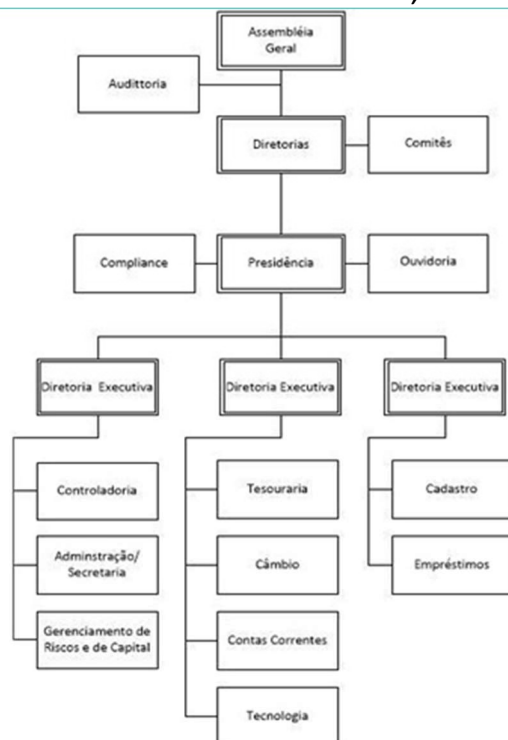 Assembléia
Geral
Audittoria
Diretorias
Comitês
Compliance
Presidência
Ouvidoria
Diretoria Executiva
Diretoria Executiva
Diretoria Executiva
Controladoria
Tesouraria
Cadastro
Adminstração/
Secretaria
Câmbio
Empréstimos
Gerenciamento de
Riscos e de Capital
Contas Correntes
Tecnologia